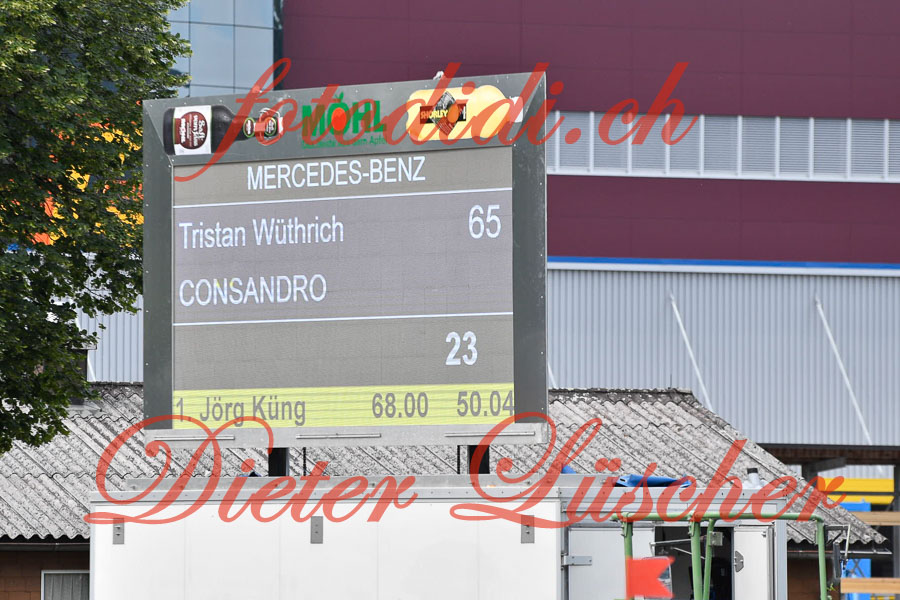 fotodidi.ch
MÖHL
SHORLEY
MERCEDES-BENZ
Tristan Wüthrich 65
CONSANDRO
23
1 Jörg Küng 68.00 50.04
Dieter Lüscher